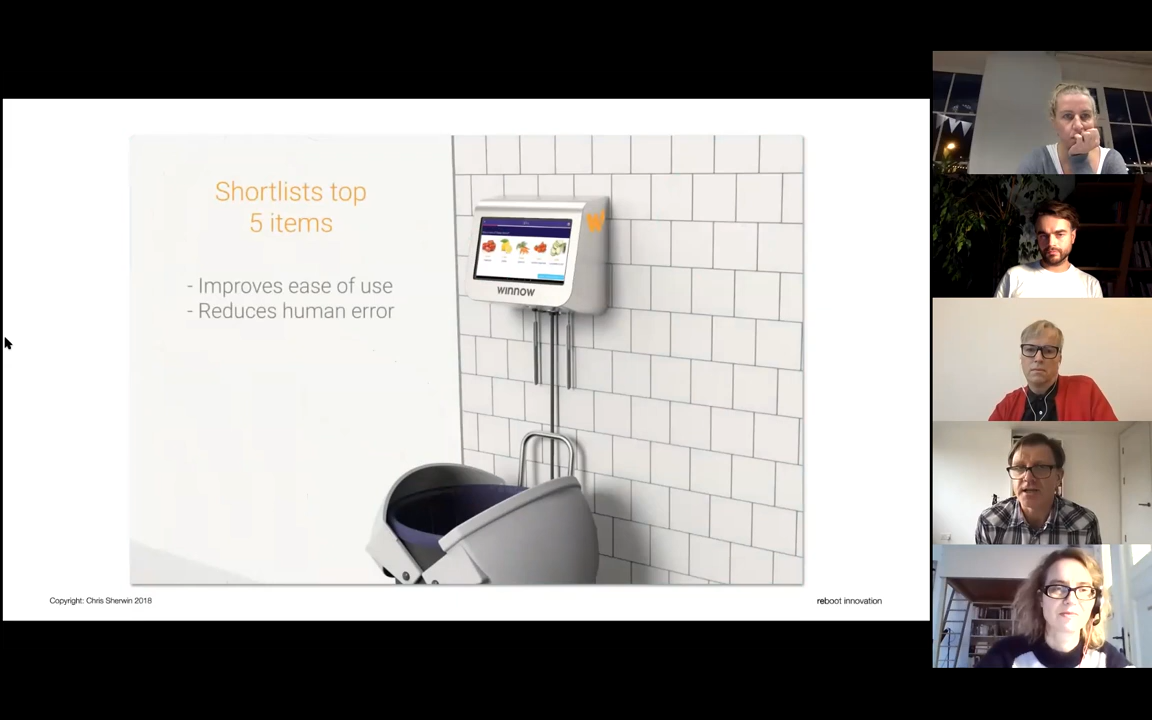 Shortlists top
5 items
- Improves ease of use
- Reduces human error
winnow
Copyright: Chris Sherwin 2018
reboot innovation